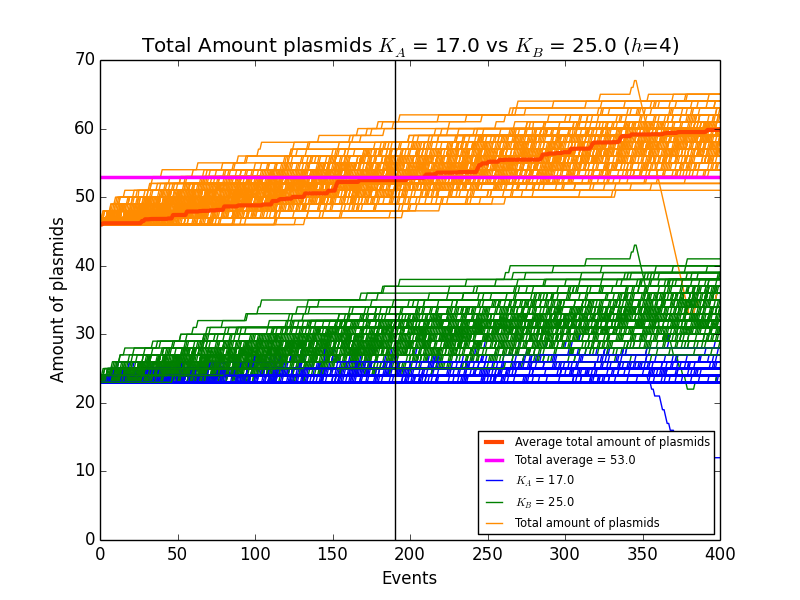 Total Amount plasmids K_A = 17.0 vs K_B = 25.0 (h=4)
70
60
50
40
30
20
10
0
Amount of plasmids
Average total amount of plasmids
Total average = 53.0
K_A = 17.0
K_B = 25.0
Total amount of plasmids
0 50 100 150 200 250 300 350 400
Events